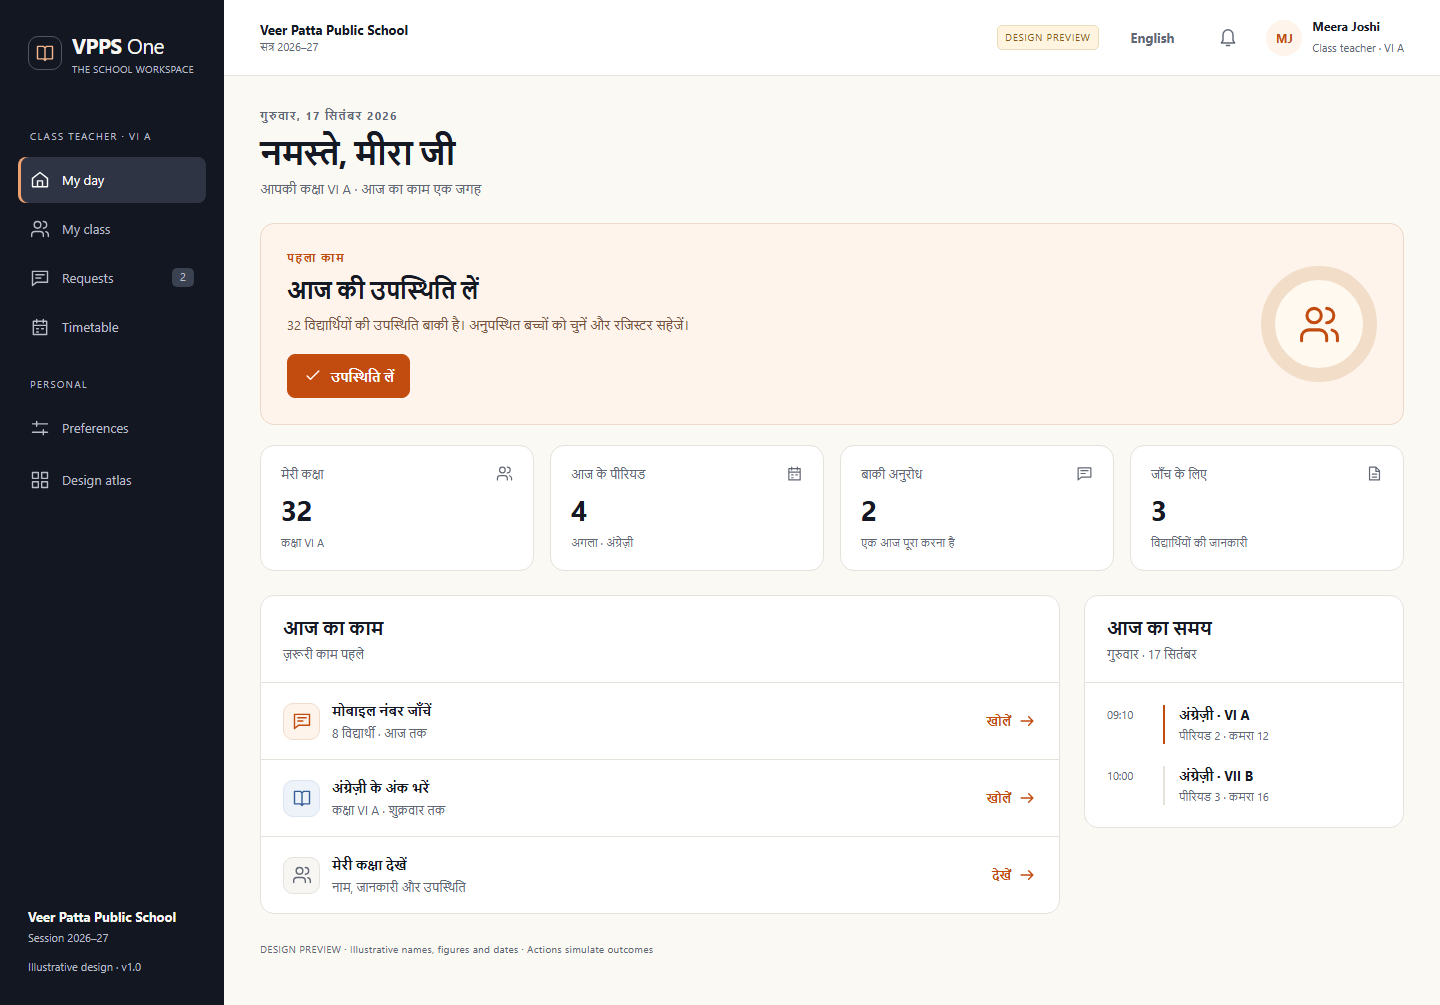 VPPS One
THE SCHOOL WORKSPACE
CLASS TEACHER · VI A
My day
My class
Requests 2
Timetable
PERSONAL
Preferences
Design atlas
Veer Patta Public School
Session 2026–27
Illustrative design · v1.0
Veer Patta Public School
सत्र 2026–27
DESIGN PREVIEW
English
MJ
Meera Joshi
Class teacher · VI A
गुरुवार, 17 सितंबर 2026
नमस्ते, मीरा जी
आपकी कक्षा VI A · आज का काम एक जगह
पहला काम
आज की उपस्थिति लें
32 विद्यार्थियों की उपस्थिति बाकी है। अनुपस्थित बच्चों को चुनें और रजिस्टर सहेजें।
उपस्थिति लें
मेरी कक्षा
32
कक्षा VI A
आज के पीरियड
4
अगला · अंग्रेज़ी
बाकी अनुरोध
2
एक आज पूरा करना है
जाँच के लिए
3
विद्यार्थियों की जानकारी
आज का काम
ज़रूरी काम पहले
मोबाइल नंबर जाँचें
8 विद्यार्थी · आज तक
खोलें
अंग्रेज़ी के अंक भरें
कक्षा VI A · शुक्रवार तक
खोलें
मेरी कक्षा देखें
नाम, जानकारी और उपस्थिति
देखें
आज का समय
गुरुवार · 17 सितंबर
09:10
अंग्रेज़ी · VI A
पीरियड 2 · कमरा 12
10:00
अंग्रेज़ी · VII B
पीरियड 3 · कमरा 16
DESIGN PREVIEW · Illustrative names, figures and dates · Actions simulate outcomes